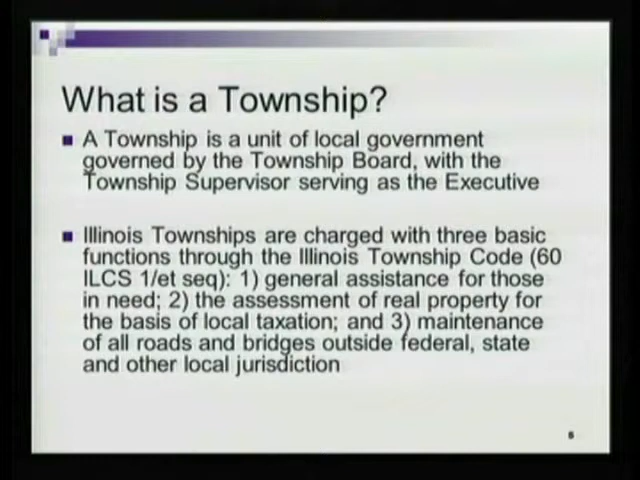 What is a Township?
A Township is a unit of local government
governed by the Township Board, with the
Township Supervisor serving as the Executive
Illinois Townships are charged with three basic
functions through the Illinois Township Code (60
ILCS 1/et seq): 1) general assistance for those
in need; 2) the assessment of real property for
the basis of local taxation; and 3) maintenance
of all roads and bridges outside federal, state
and other local jurisdiction